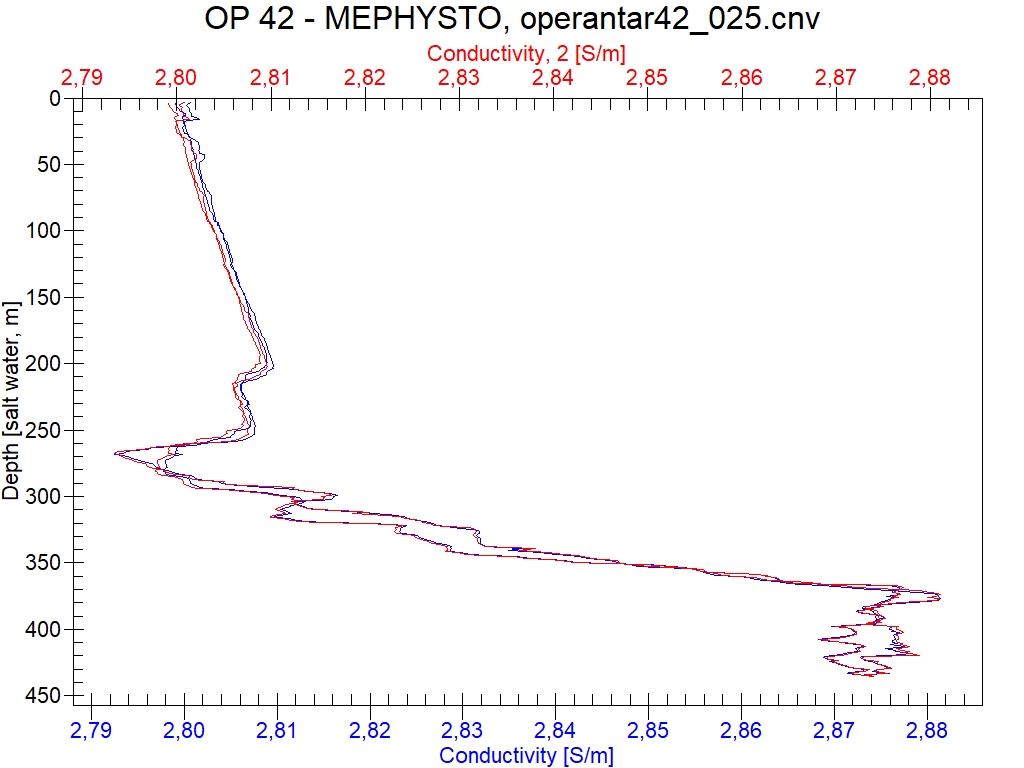 OP 42 - MEPHYSTO, operantar42_025.cnv
Conductivity, 2 [S/m]
2,79 2,80 2,81 2,82 2,83 2,84 2,85 2,86 2,87 2,88
0
50
100
150
200
250
300
350
400
450
Depth [salt water, m]
2,79 2,80 2,81 2,82 2,83 2,84 2,85 2,86 2,87 2,88
Conductivity [S/m]